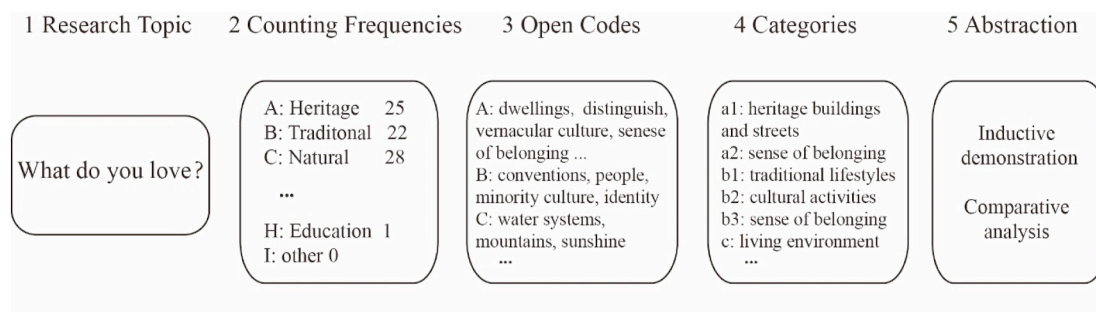 1 Research Topic
2 Counting Frequencies
3 Open Codes
4 Categories
5 Abstraction
What do you love?
A: Heritage 25
B: Traditonal 22
C: Natural 28
...
H: Education 1
I: other 0
A: dwellings, distinguish,
vernacular culture, senese
of belonging ...
B: conventions, people,
minority culture, identity
C: water systems,
mountains, sunshine
...
a1: heritage buildings
and streets
a2: sense of belonging
b1: traditional lifestyles
b2: cultural activities
b3: sense of belonging
c: living environment
...
Inductive
demonstration
Comparative
analysis